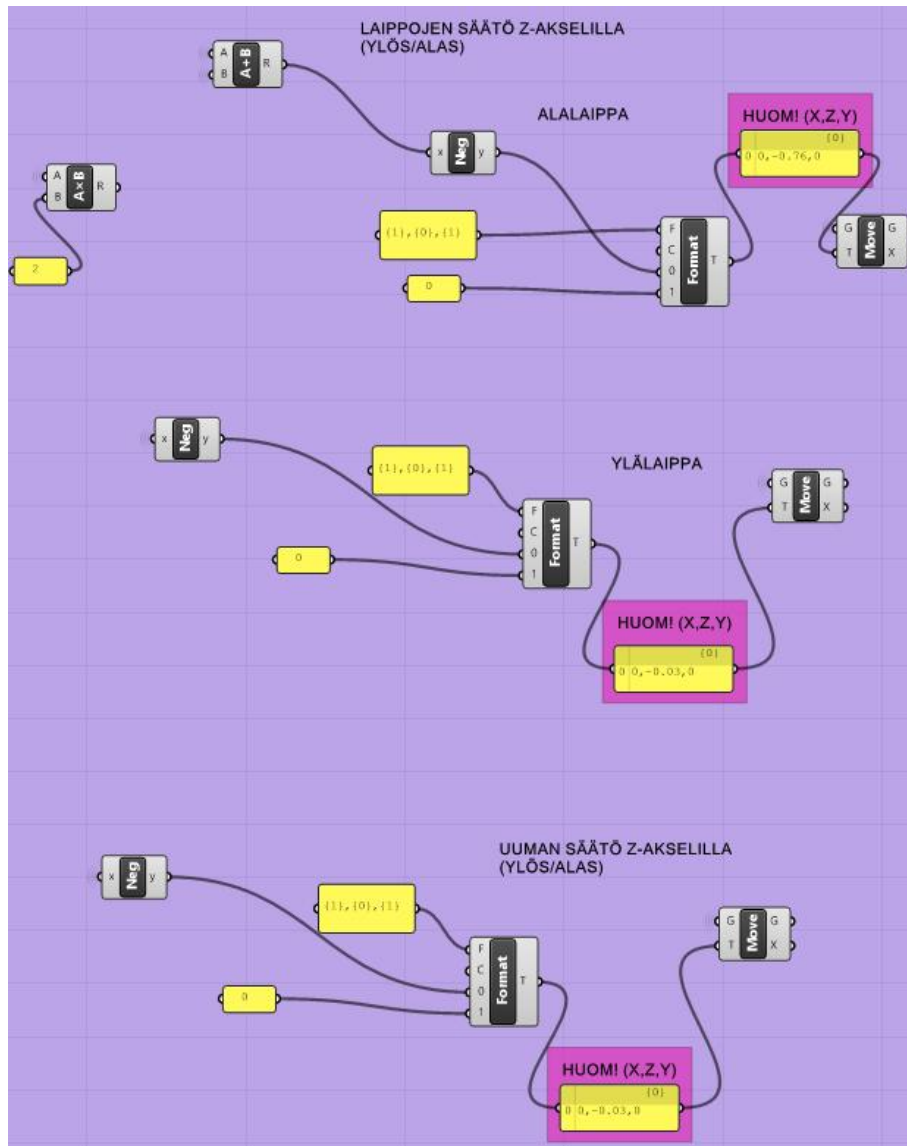 LAIPPOJEN SÄÄTÖ Z-AKSELILLA
(YLÖS/ALAS)
A
B
A+B
R
ALALAIPPA
HUOM! (X,Z,Y)
{0}
0 0,-0.76,0
x
Neg
y
A
B
A×B
R
2
{1},{0},{1}
0
F
C
0
1
Format
T
G
T
Move
G
X
x
Neg
y
{1},{0},{1}
YLÄLAIPPA
0
F
C
0
1
Format
T
G
T
Move
G
X
HUOM! (X,Z,Y)
{0}
0 0,-0.03,0
UUMAN SÄÄTÖ Z-AKSELILLA
(YLÖS/ALAS)
x
Neg
y
{1},{0},{1}
0
F
C
0
1
Format
T
G
T
Move
G
X
HUOM! (X,Z,Y)
{0}
0 0,-0.03,0